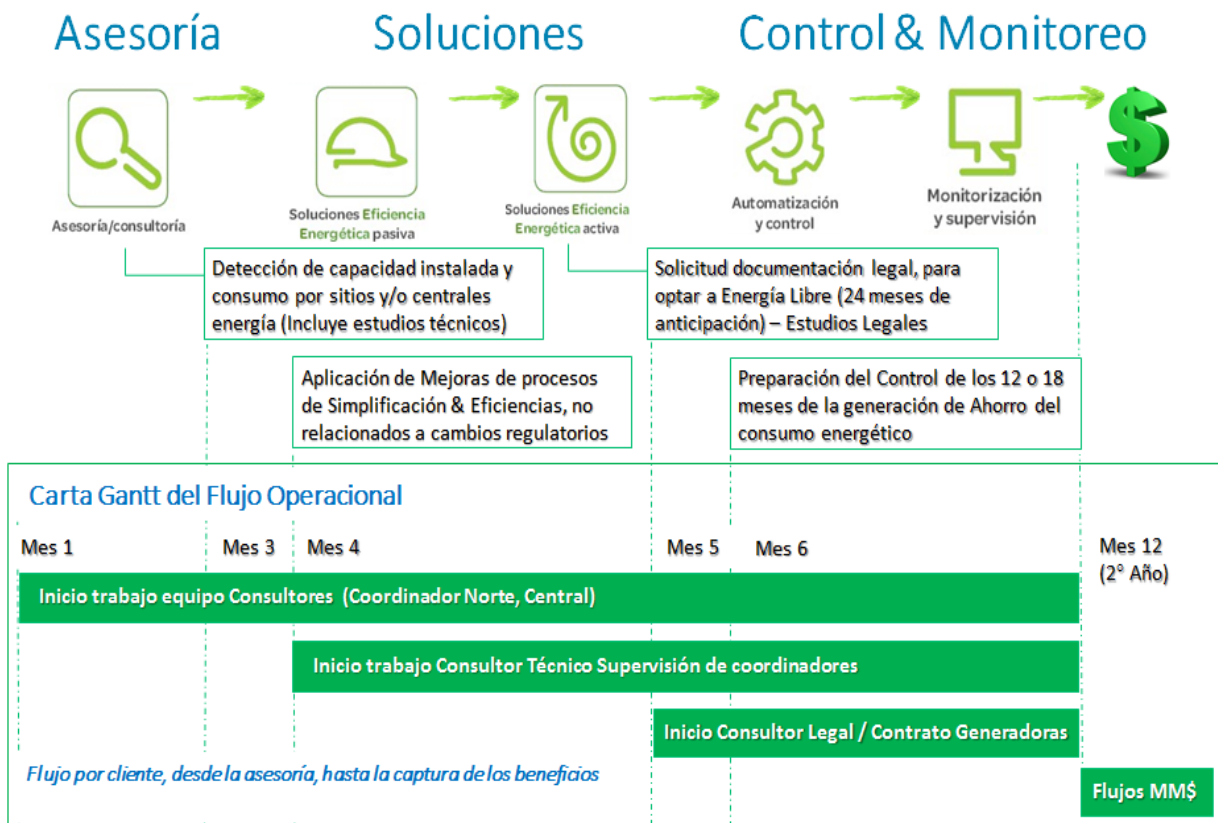 Asesoría
Soluciones
Control & Monitoreo
Asesoría/consultoría
Soluciones Eficiencia
Energética pasiva
Soluciones Eficiencia
Energética activa
Automatización
y control
Monitorización
y supervisión
$
Detección de capacidad instalada y
consumo por sitios y/o centrales
energía (Incluye estudios técnicos)
Solicitud documentación legal, para
optar a Energía Libre (24 meses de
anticipación) – Estudios Legales
Aplicación de Mejoras de procesos
de Simplificación & Eficiencias, no
relacionados a cambios regulatorios
Preparación del Control de los 12 o 18
meses de la generación de Ahorro del
consumo energético
Carta Gantt del Flujo Operacional
Mes 1
Mes 3
Mes 4
Mes 5
Mes 6
Mes 12
(2° Año)
Inicio trabajo equipo Consultores (Coordinador Norte, Central)
Inicio trabajo Consultor Técnico Supervisión de coordinadores
Inicio Consultor Legal / Contrato Generadoras
Flujo por cliente, desde la asesoría, hasta la captura de los beneficios
Flujos MM$